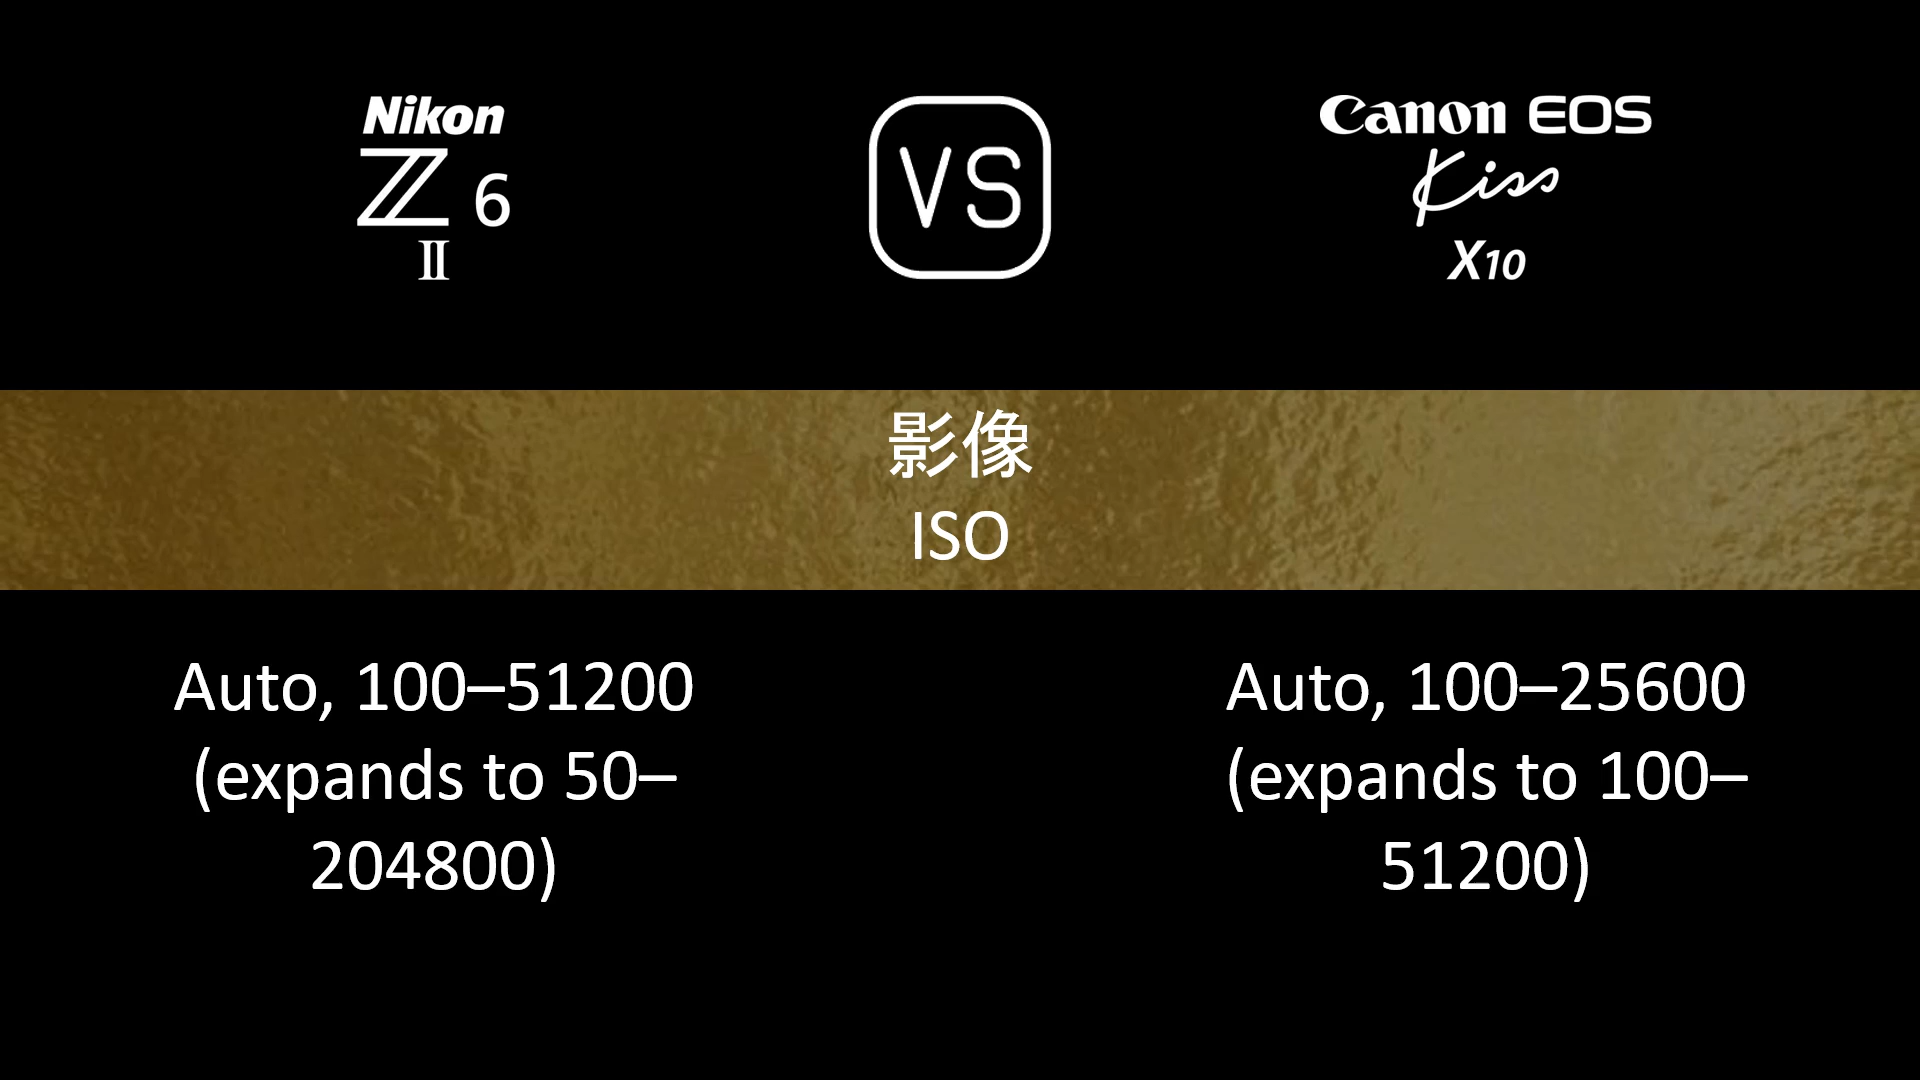 Nikon
Z 6
II
VS
Canon EOS
Kiss
X10
影像
ISO
Auto, 100–51200
(expands to 50–
204800)
Auto, 100–25600
(expands to 100–
51200)